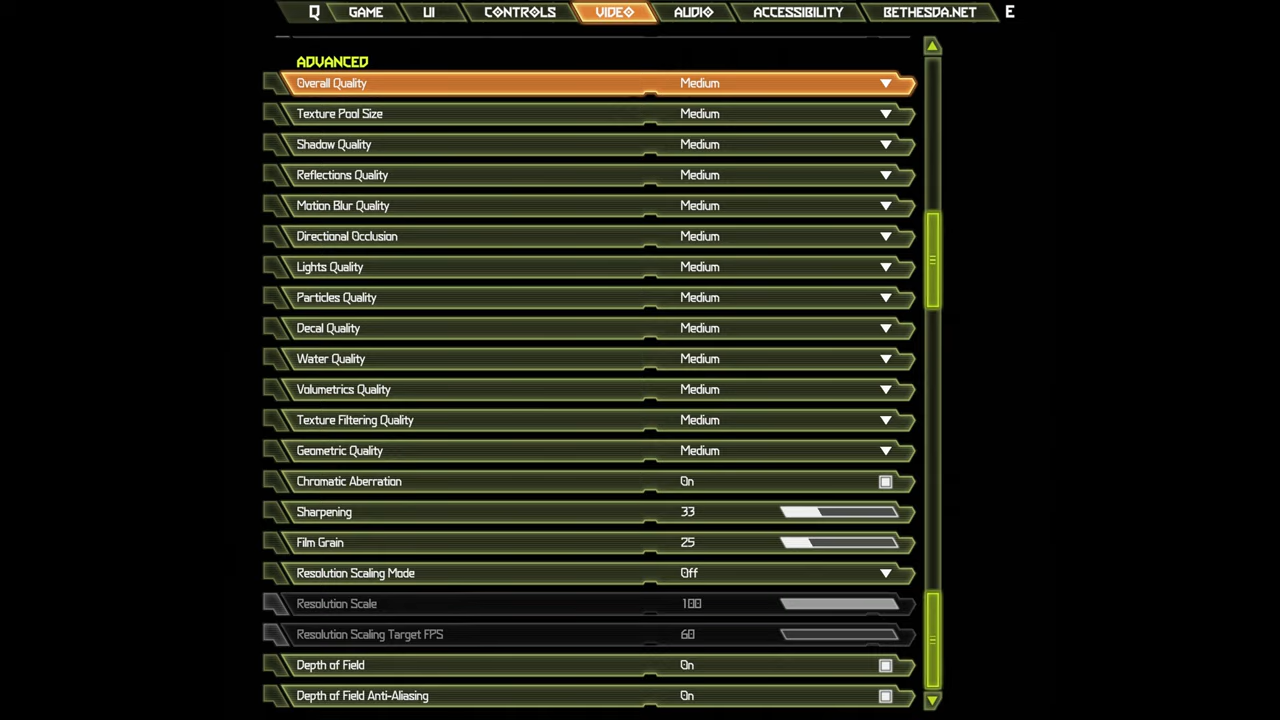 Q GAME UI CONTROLS VIDEO AUDIO ACCESSIBILITY BETHESDA.NET E
ADVANCED
Overall Quality Medium
Texture Pool Size Medium
Shadow Quality Medium
Reflections Quality Medium
Motion Blur Quality Medium
Directional Occlusion Medium
Lights Quality Medium
Particles Quality Medium
Decal Quality Medium
Water Quality Medium
Volumetrics Quality Medium
Texture Filtering Quality Medium
Geometric Quality Medium
Chromatic Aberration On
Sharpening 33
Film Grain 25
Resolution Scaling Mode Off
Resolution Scale 100
Resolution Scaling Target FPS 60
Depth of Field On
Depth of Field Anti-Aliasing On